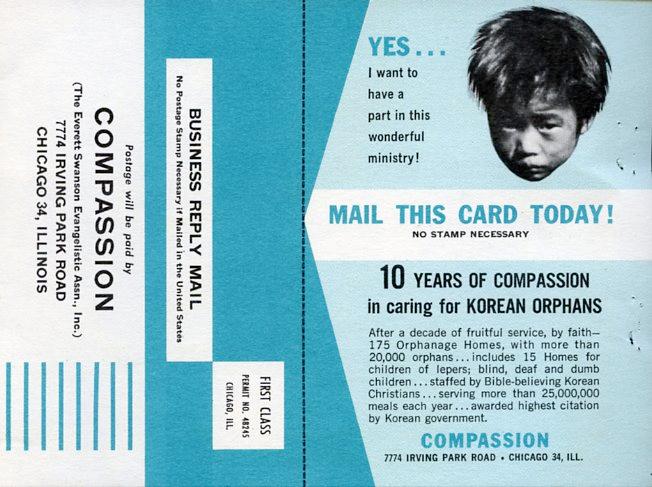 Postage will be paid by
COMPASSION
(The Everett Swanson Evangelistic Assn., Inc.)
7774 IRVING PARK ROAD
CHICAGO 34, ILLINOIS
BUSINESS REPLY MAIL
No Postage Stamp Necessary if Mailed in the United States
FIRST CLASS
PERMIT NO. 48245
CHICAGO, ILL.
YES...
I want to
have a
part in this
wonderful
ministry!
MAIL THIS CARD TODAY!
NO STAMP NECESSARY
10 YEARS OF COMPASSION
in caring for KOREAN ORPHANS
After a decade of fruitful service, by faith—
175 Orphanage Homes, with more than
20,000 orphans...includes 15 Homes for
children of lepers; blind, deaf and dumb
children...staffed by Bible-believing Korean
Christians...serving more than 25,000,000
meals each year...awarded highest citation
by Korean government.
COMPASSION
7774 IRVING PARK ROAD • CHICAGO 34, ILL.